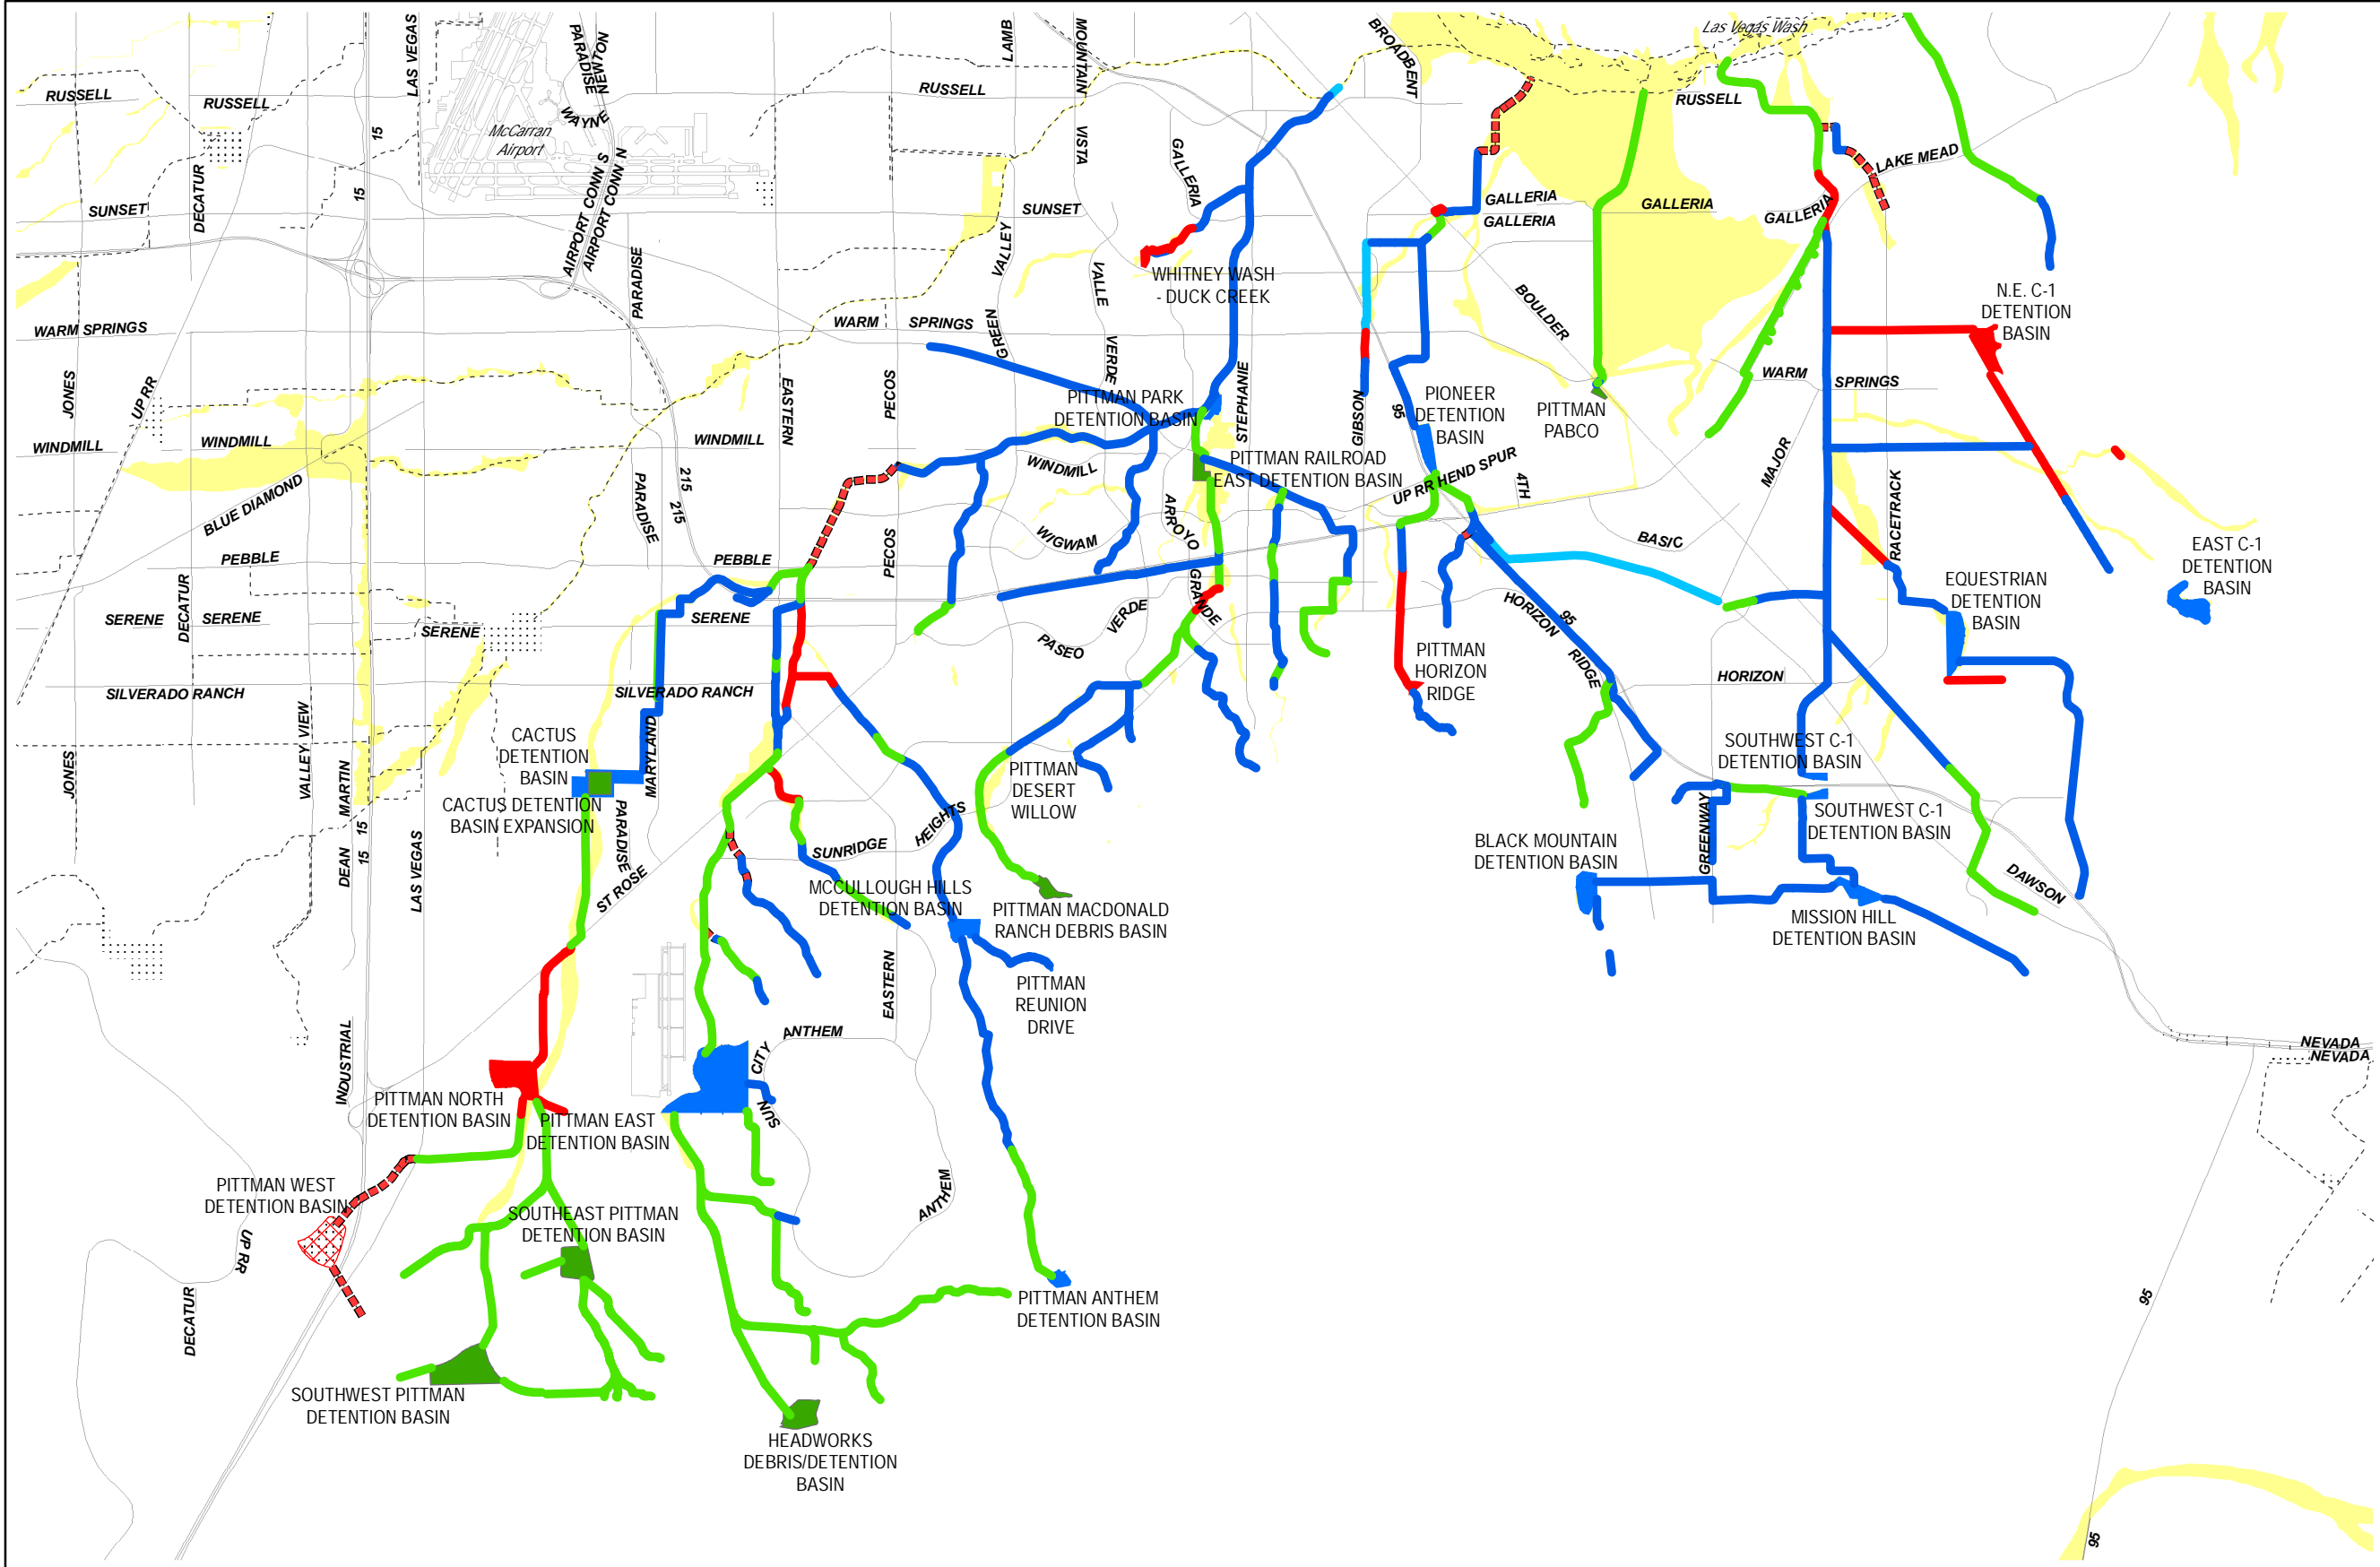 Las Vegas Wash
LAS VEGAS
PARADISE
NEWTON
WAYNE
LAMB
MOUNTAIN
VISTA
BROADBENT
RUSSELL
RUSSELL
RUSSELL
RUSSELL
15
15
McCarran
Airport
AIRPORT CONN S
AIRPORT CONN N
GALLERIA
LAKE MEAD
DECATUR
SUNSET
SUNSET
GALLERIA
GALLERIA
GALLERIA
GALLERIA
VALLEY
GREEN
VALLE
VERDE
PARADISE
WHITNEY WASH
- DUCK CREEK
BOULDER
N.E. C-1
DETENTION
BASIN
WARM SPRINGS
WARM
SPRINGS
WARM
SPRINGS
JONES
UP RR
EASTERN
PECOS
STEPHANIE
GIBSON
95
PITTMAN PARK
DETENTION BASIN
PIONEER
DETENTION
BASIN
PITTMAN
PABCO
WINDMILL
WINDMILL
WINDMILL
WINDMILL
PITTMAN RAILROAD
EAST DETENTION BASIN
UP RR HEND SPUR
4TH
MAJOR
RACETRACK
BLUE DIAMOND
PARADISE
215
215
ARROYO
GRANDE
WIGWAM
BASIC
PEBBLE
PEBBLE
PECOS
EAST C-1
DETENTION
BASIN
EQUESTRIAN
DETENTION
BASIN
DECATUR
SERENE
SERENE
SERENE
SERENE
PASEO
VERDE
HORIZON
95
RIDGE
PITTMAN
HORIZON
RIDGE
HORIZON
SILVERADO RANCH
SILVERADO RANCH
VALLEY VIEW
JONES
CACTUS
DETENTION
BASIN
MARYLAND
PITTMAN
DESERT
WILLOW
SOUTHWEST C-1
DETENTION BASIN
MARTIN
DEAN
15
15
LAS VEGAS
CACTUS DETENTION
BASIN EXPANSION
PARADISE
SUNRIDGE
HEIGHTS
SOUTHWEST C-1
DETENTION BASIN
BLACK MOUNTAIN
DETENTION BASIN
GREENWAY
DAWSON
ST ROSE
MCCULLOUGH HILLS
DETENTION BASIN
PITTMAN MACDONALD
RANCH DEBRIS BASIN
MISSION HILL
DETENTION BASIN
EASTERN
PITTMAN
REUNION
DRIVE
INDUSTRIAL
ANTHEM
CITY
SUN
NEVADA
NEVADA
PITTMAN NORTH
DETENTION BASIN
PITTMAN EAST
DETENTION BASIN
PITTMAN WEST
DETENTION BASIN
ANTHEM
SOUTHEAST PITTMAN
DETENTION BASIN
UP RR
DECATUR
PITTMAN ANTHEM
DETENTION BASIN
95
SOUTHWEST PITTMAN
DETENTION BASIN
HEADWORKS
DEBRIS/DETENTION
BASIN
95